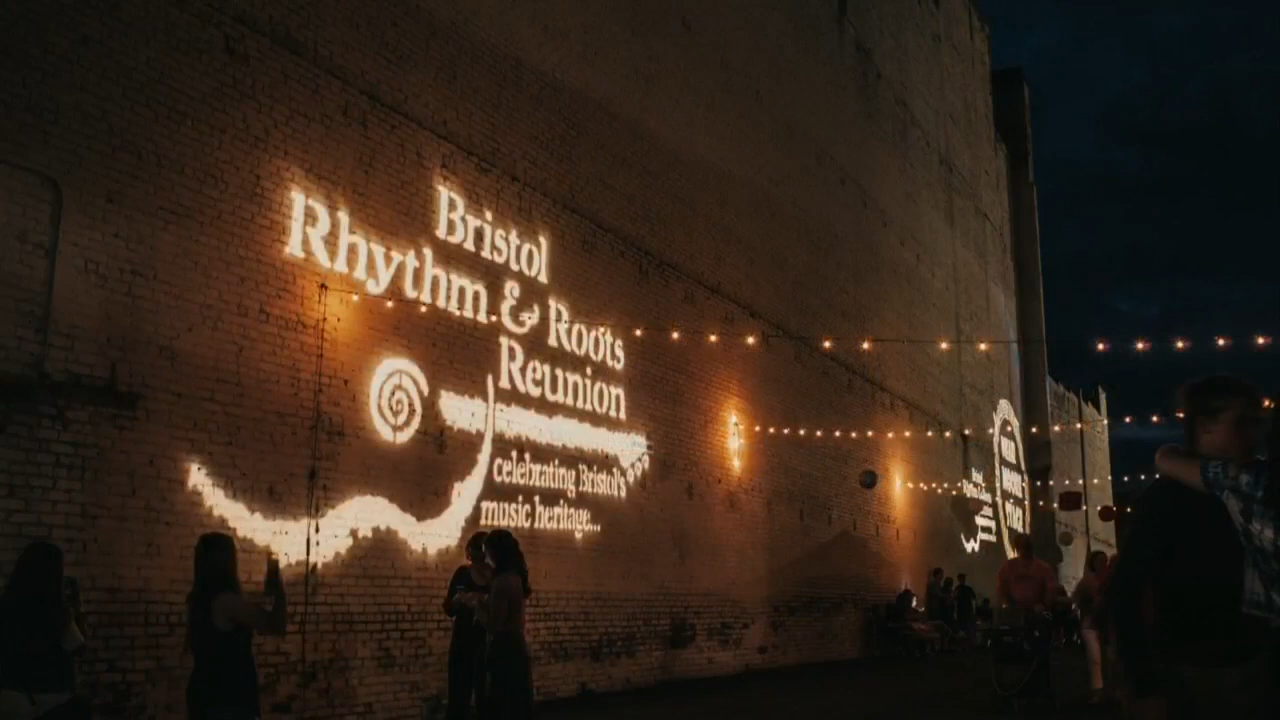 Bristol
Rhythm & Roots
Reunion
celebrating Bristol's
music heritage...